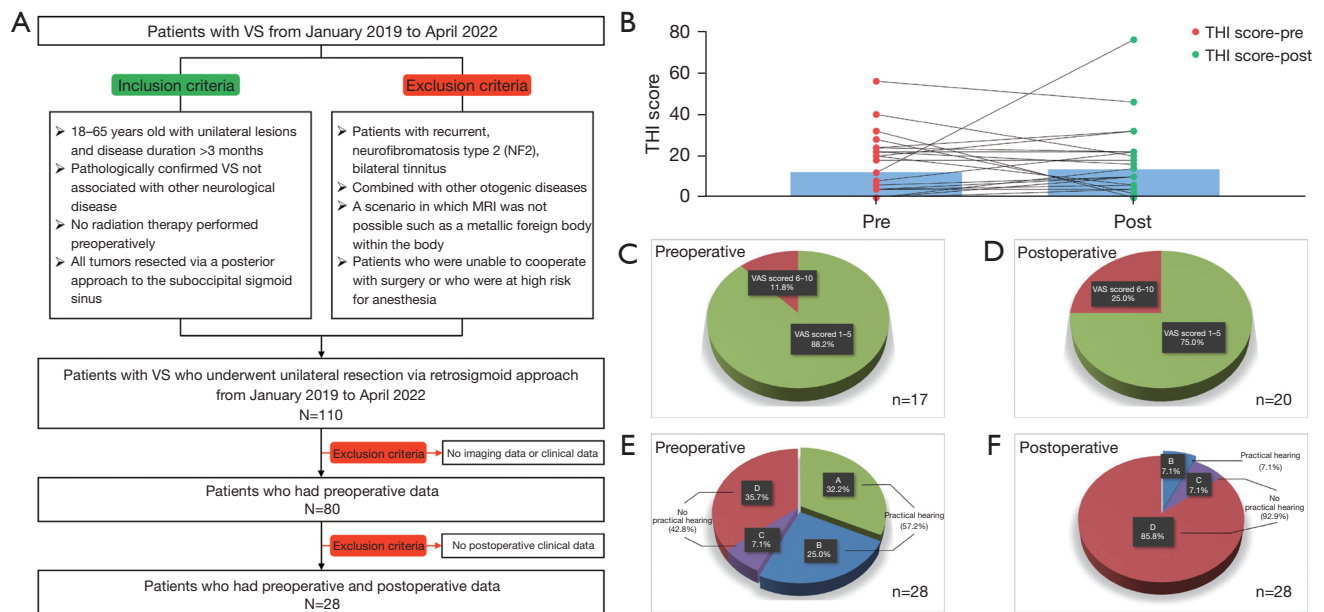 A
Patients with VS from January 2019 to April 2022
Inclusion criteria
Exclusion criteria
➢ 18–65 years old with unilateral lesions
and disease duration >3 months
➢ Pathologically confirmed VS not
associated with other neurological
disease
➢ No radiation therapy performed
preoperatively
➢ All tumors resected via a posterior
approach to the suboccipital sigmoid
sinus
➢ Patients with recurrent,
neurofibromatosis type 2 (NF2),
bilateral tinnitus
➢ Combined with other otogenic diseases
➢ A scenario in which MRI was not
possible such as a metallic foreign body
within the body
➢ Patients who were unable to cooperate
with surgery or who were at high risk
for anesthesia
Patients with VS who underwent unilateral resection via retrosigmoid approach
from January 2019 to April 2022
N=110
Exclusion criteria
No imaging data or clinical data
Patients who had preoperative data
N=80
Exclusion criteria
No postoperative clinical data
Patients who had preoperative and postoperative data
N=28
B
THI score
80
60
40
20
0
Pre
Post
THI score-pre
THI score-post
C
Preoperative
VAS scored 6–10
11.8%
VAS scored 1–5
88.2%
n=17
D
Postoperative
VAS scored 6–10
25.0%
VAS scored 1–5
75.0%
n=20
E
Preoperative
D
35.7%
A
32.2%
No
practical hearing
(42.8%)
C
7.1%
B
25.0%
Practical hearing
(57.2%)
n=28
F
Postoperative
B
7.1%
Practical hearing
(7.1%)
C
7.1%
No
practical hearing
(92.9%)
D
85.8%
n=28